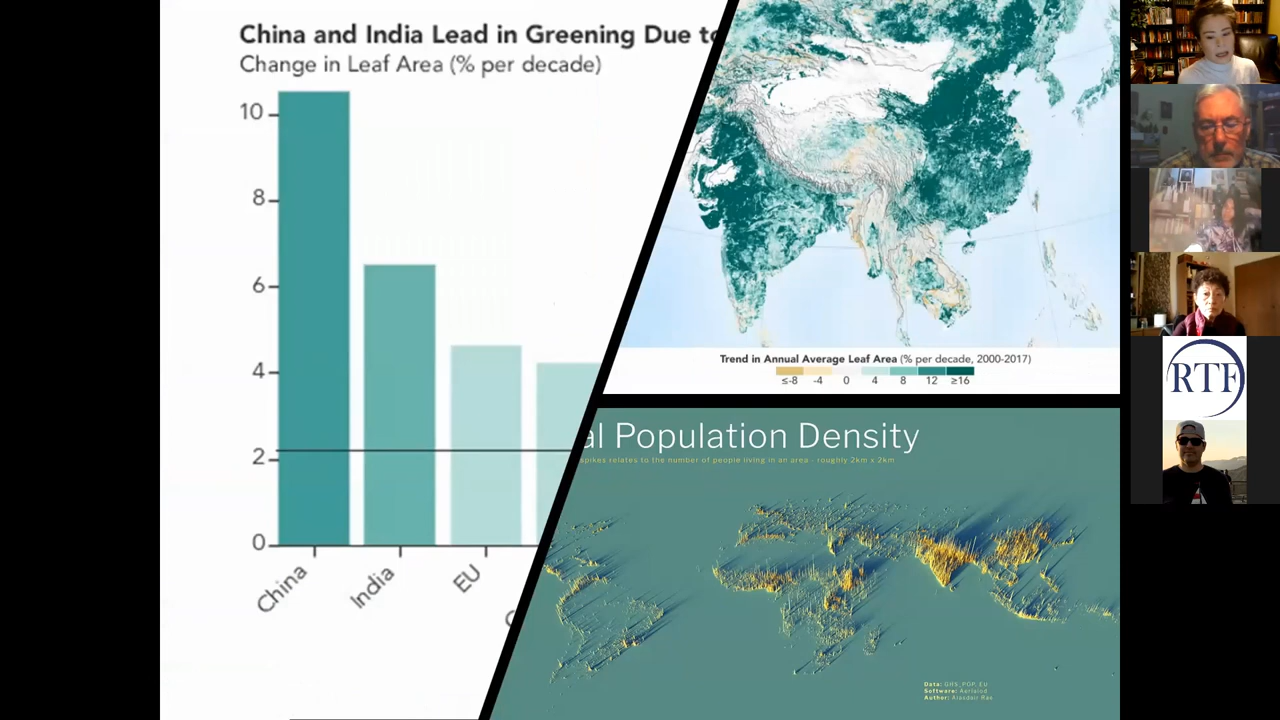 China and India Lead in Greening Due to
Change in Leaf Area (% per decade)
10
8
6
4
2
0
China
India
EU
Trend in Annual Average Leaf Area (% per decade, 2000-2017)
≤-8 -4 0 4 8 12 ≥16
al Population Density
spikes relates to the number of people living in an area - roughly 2km x 2km
Data: GHS_POP, EU
Software: Aerialod
Author: Alasdair Rae
RTF